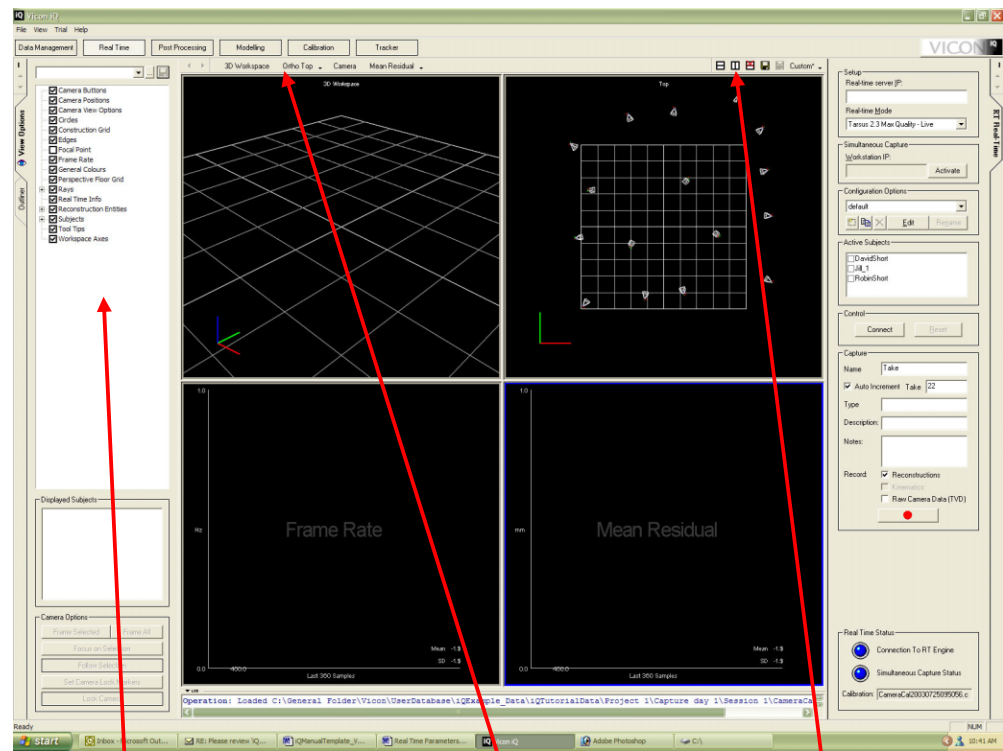 Vicon iQ
File View Trial Help
Data Management Real Time Post Processing Modelling Calibration Tracker
VICON iQ
3D Workspace Ortho Top Camera Mean Residual Custom*
View Options
Outliner
Camera Buttons
Camera Positions
Camera View Options
Circles
Construction Grid
Edges
Focal Point
Frame Rate
General Colours
Perspective Floor Grid
Rays
Real Time Info
Reconstruction Entities
Subjects
Tool Tips
Workspace Axes
Displayed Subjects
Camera Options
Frame Selected Frame All
Focus on Selection
Follow Selection
Set Camera Lock Markers
Lock Camera
3D Workspace
Top
1.0
Hz
Frame Rate
Mean -1.$
SD -1.$
0.0 -400.0
Last 360 Samples
1.0
mm
Mean Residual
Mean -1.$
SD -1.$
0.0 -400.0
Last 360 Samples
Operation: Loaded C:\General Folder\Vicon\UserDatabase\iQExample_Data\iQTutorialData\Project 1\Capture day 1\Session 1\CameraCa
RT Real-Time
Setup
Real-time server IP:
Real-time Mode
Tarsus 2.3 Max Quality - Live
Simultaneous Capture
Workstation IP:
Activate
Configuration Options
default
Edit Rename
Active Subjects
DavidShort
Jill_1
RobinShort
Control
Connect Reset
Capture
Name Take
Auto Increment Take 22
Type
Description:
Notes:
Record: Reconstructions
Kinematics
Raw Camera Data (TVD)
Real Time Status
Connection To RT Engine
Simultaneous Capture Status
Calibration: CameraCal20030725095056.c
Ready
NUM
start Inbox - Microsoft Out... RE: Please review 'iQ... iQManualTemplate_V... Real Time Parameters... Vicon iQ Adobe Photoshop C:\ 10:41 AM